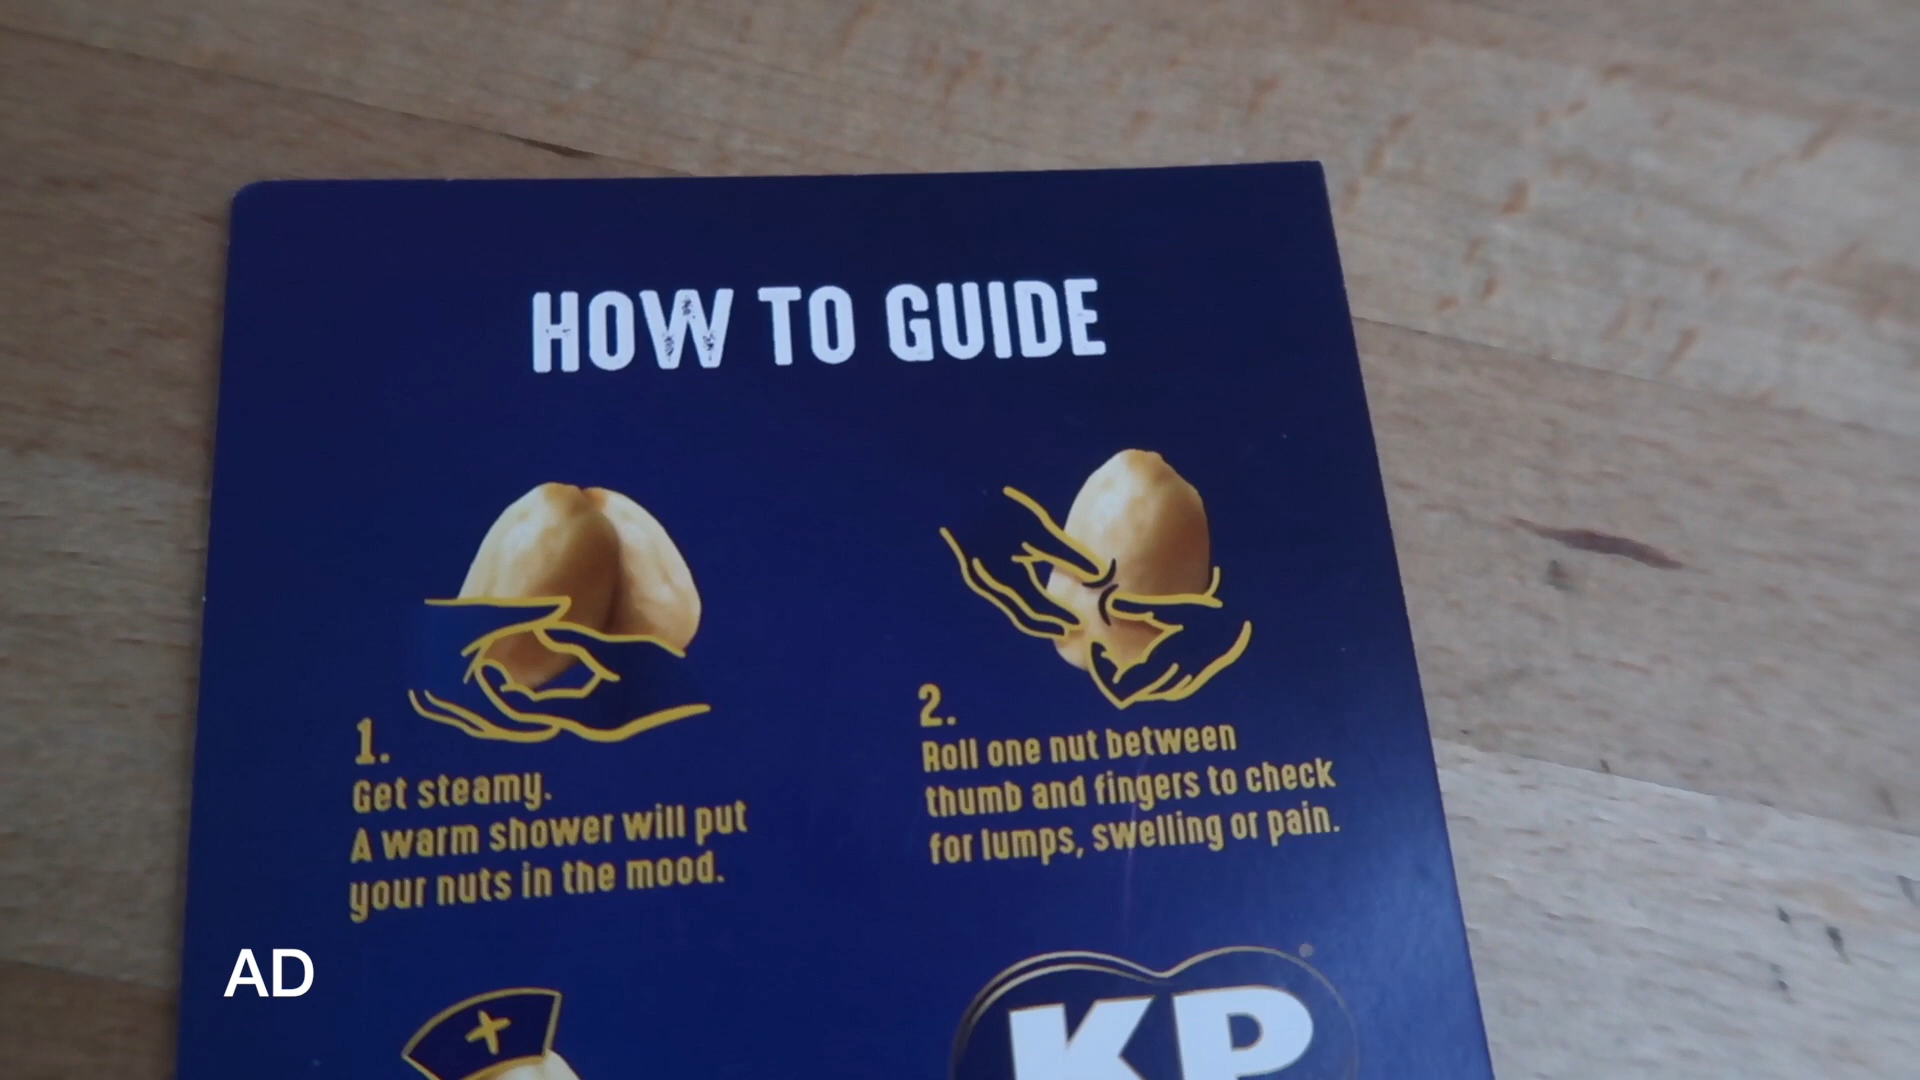 HOW TO GUIDE
1.
Get steamy.
A warm shower will put
your nuts in the mood.
2.
Roll one nut between
thumb and fingers to check
for lumps, swelling or pain.
AD
KP